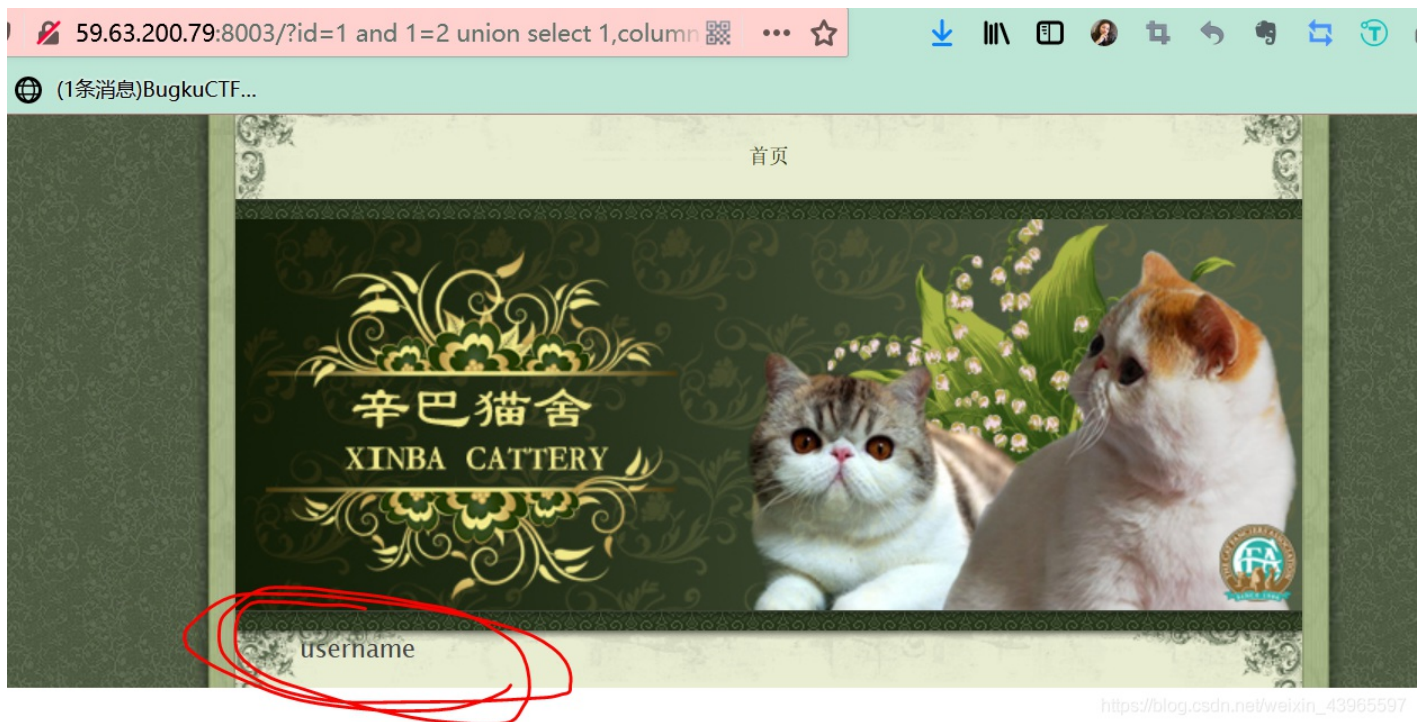 59.63.200.79:8003/?id=1 and 1=2 union select 1,column
(1条消息)BugkuCTF...
首页
辛巴猫舍
XINBA CATTERY
username
https://blog.csdn.net/weixin_43965597